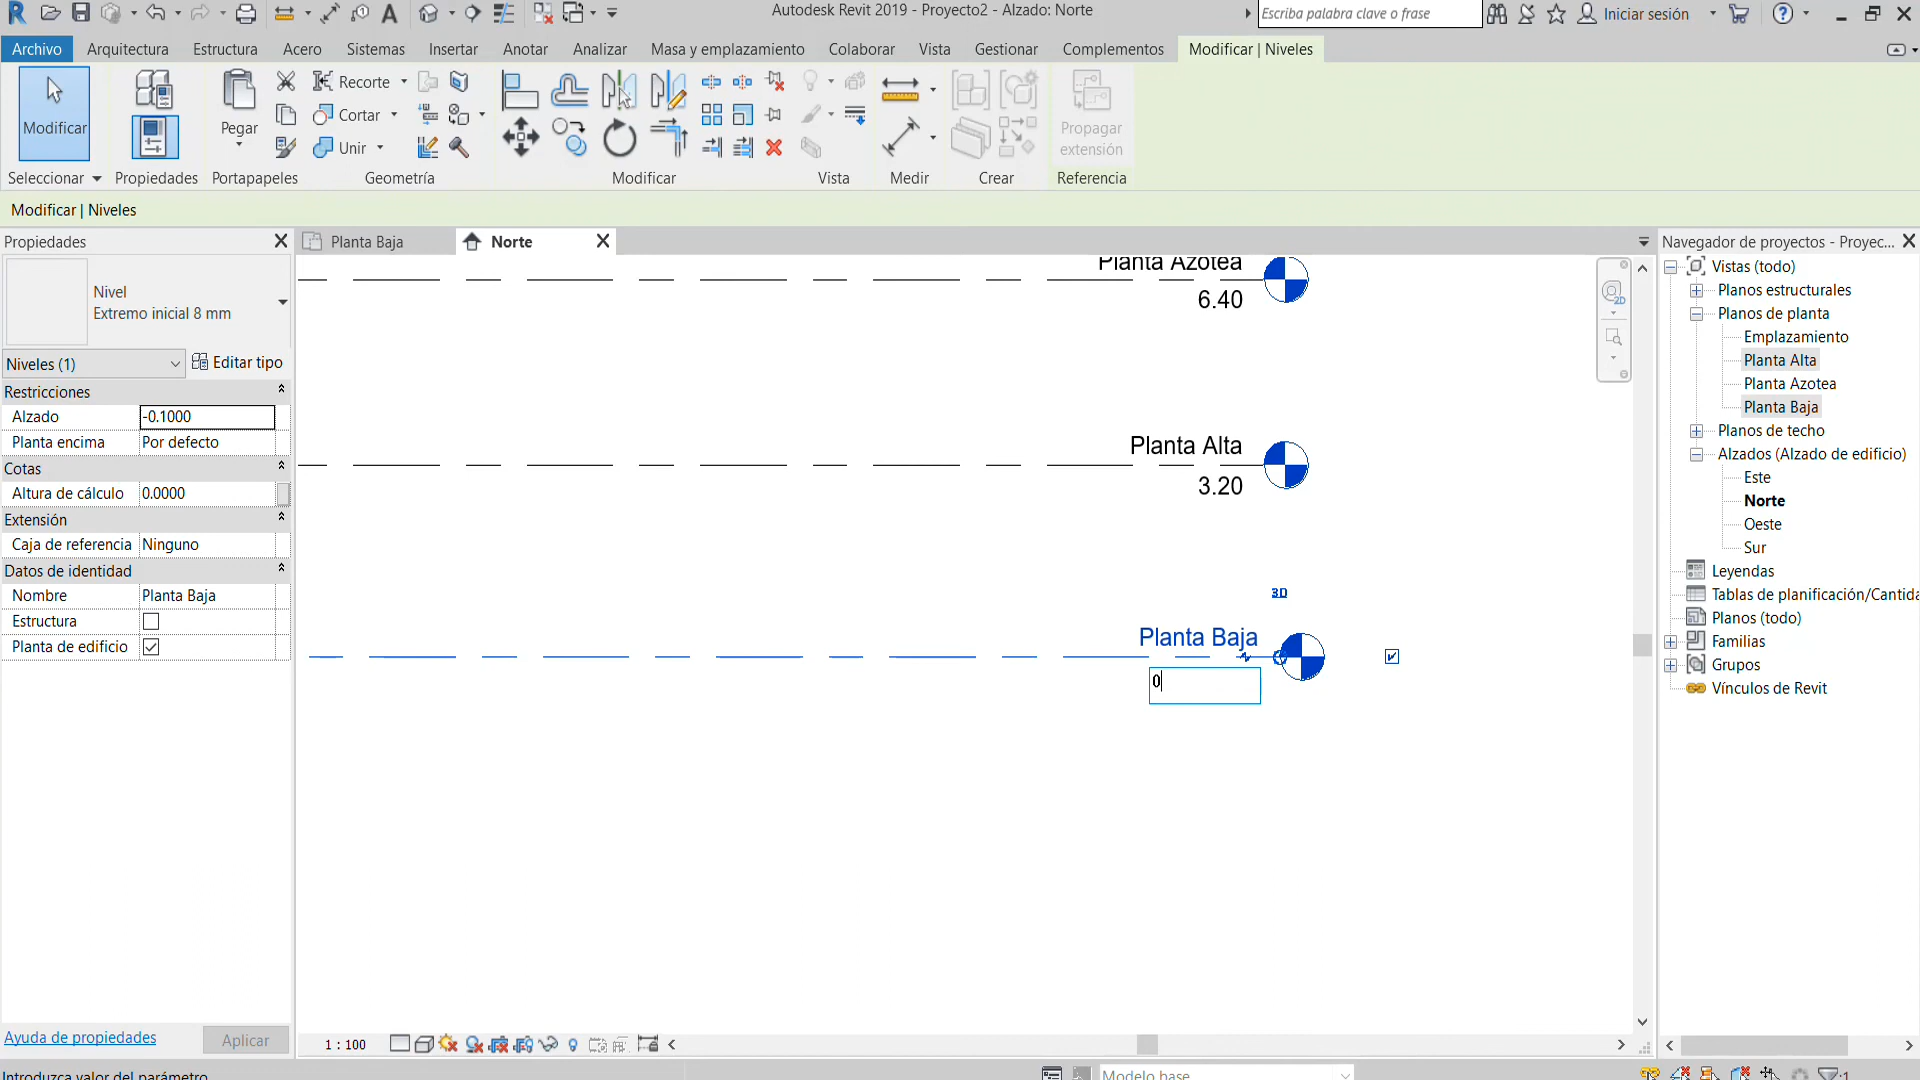 Autodesk Revit 2019 - Proyecto2 - Alzado: Norte
Escriba palabra clave o frase
Iniciar sesión
Archivo Arquitectura Estructura Acero Sistemas Insertar Anotar Analizar Masa y emplazamiento Colaborar Vista Gestionar Complementos Modificar | Niveles
Modificar
Pegar
Recorte
Cortar
Unir
Propagar
extensión
Seleccionar Propiedades Portapapeles Geometría Modificar Vista Medir Crear Referencia
Modificar | Niveles
Propiedades
Nivel
Extremo inicial 8 mm
Niveles (1)
Editar tipo
Restricciones
Alzado -0.1000
Planta encima Por defecto
Cotas
Altura de cálculo 0.0000
Extensión
Caja de referencia Ninguno
Datos de identidad
Nombre Planta Baja
Estructura
Planta de edificio
Ayuda de propiedades
Aplicar
Planta Baja
Norte
Planta Azotea
6.40
Planta Alta
3.20
3D
Planta Baja
0
2D
1 : 100
Navegador de proyectos - Proyec...
Vistas (todo)
Planos estructurales
Planos de planta
Emplazamiento
Planta Alta
Planta Azotea
Planta Baja
Planos de techo
Alzados (Alzado de edificio)
Este
Norte
Oeste
Sur
Leyendas
Tablas de planificación/Cantida
Planos (todo)
Familias
Grupos
Vínculos de Revit
Introduzca valor del parámetro
Modelo base
:1